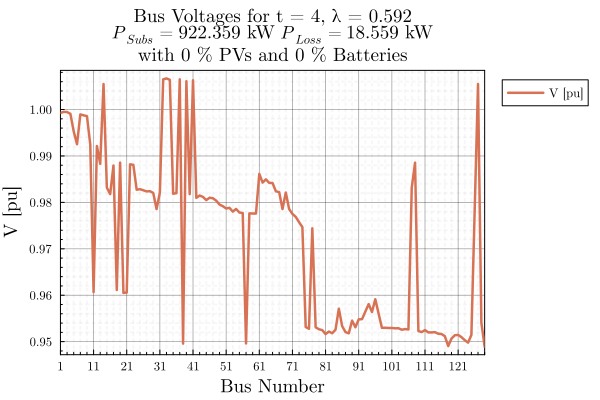 Bus Voltages for t = 4, λ = 0.592
P_Subs = 922.359 kW P_Loss = 18.559 kW
with 0 % PVs and 0 % Batteries
V [pu]
1.00
0.99
0.98
0.97
0.96
0.95
V [pu]
1 11 21 31 41 51 61 71 81 91 101 111 121
Bus Number